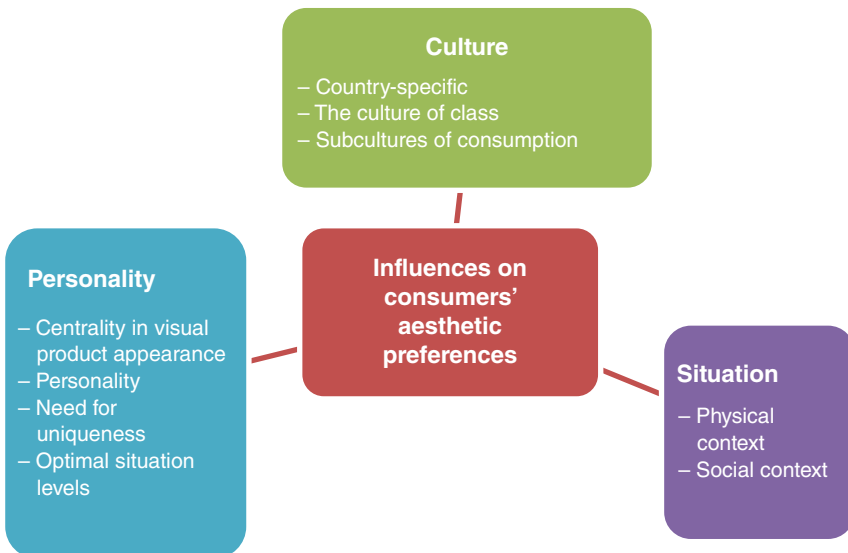 Culture
– Country-specific
– The culture of class
– Subcultures of consumption
Influences on
consumers’
aesthetic
preferences
Personality
– Centrality in visual
product appearance
– Personality
– Need for
uniqueness
– Optimal situation
levels
Situation
– Physical
context
– Social context